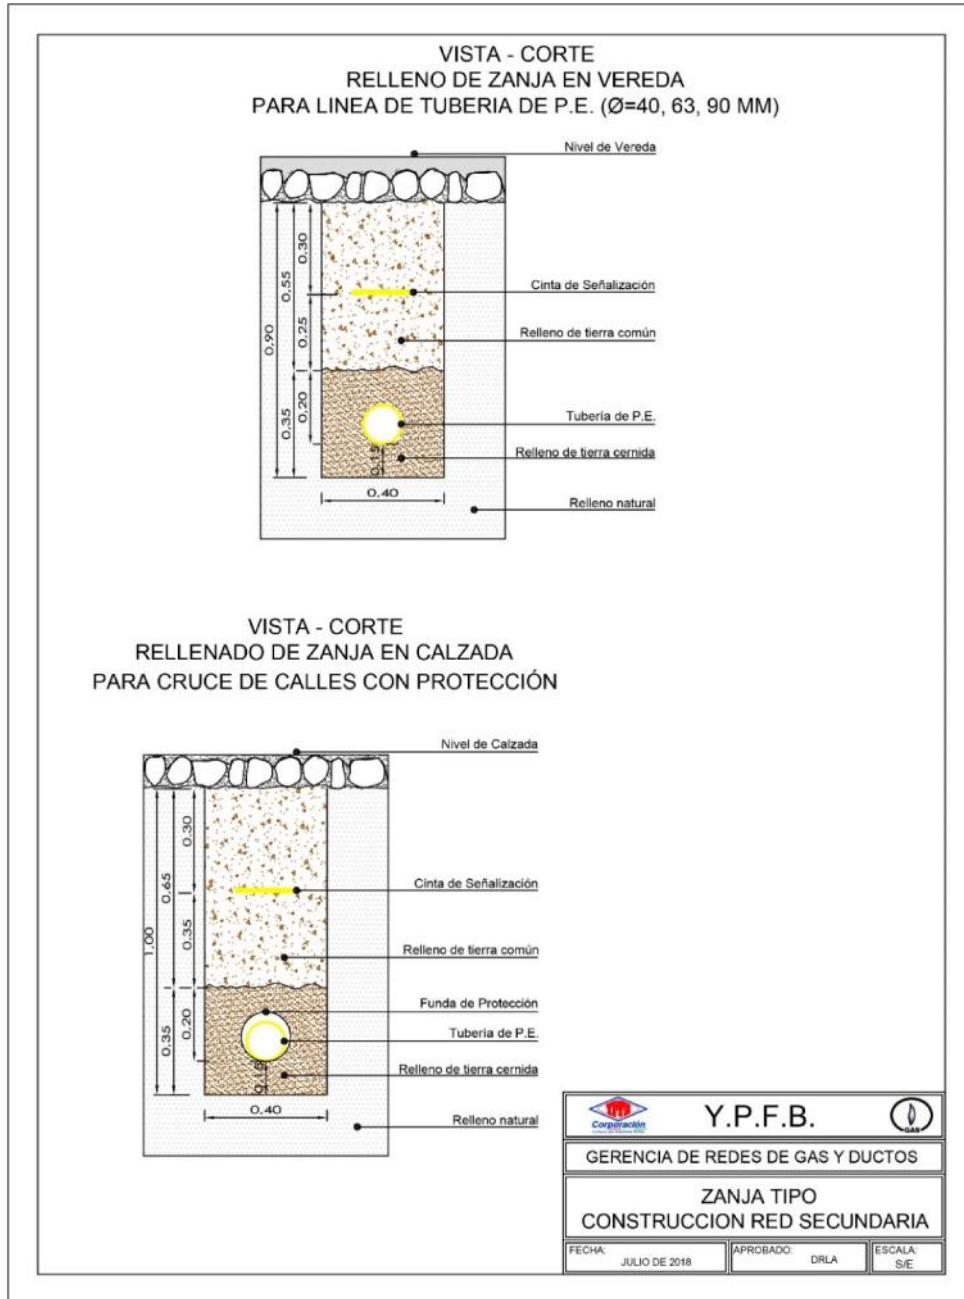 VISTA - CORTE
RELLENO DE ZANJA EN VEREDA
PARA LINEA DE TUBERIA DE P.E. (Ø=40, 63, 90 MM)
Nivel de Vereda
0,30
0,55
Cinta de Señalización
0,90
0,25
Relleno de tierra común
0,20
0,35
Tubería de P.E.
0,15
Relleno de tierra cernida
0,40
Relleno natural
VISTA - CORTE
RELLENADO DE ZANJA EN CALZADA
PARA CRUCE DE CALLES CON PROTECCIÓN
Nivel de Calzada
0,30
0,65
Cinta de Señalización
1,00
0,35
Relleno de tierra común
Funda de Protección
0,20
0,35
Tubería de P.E.
0,15
Relleno de tierra cernida
0,40
Relleno natural
Corporación
Y.P.F.B.
GAS
GERENCIA DE REDES DE GAS Y DUCTOS
ZANJA TIPO
CONSTRUCCION RED SECUNDARIA
FECHA: JULIO DE 2018
APROBADO: DRLA
ESCALA: S/E